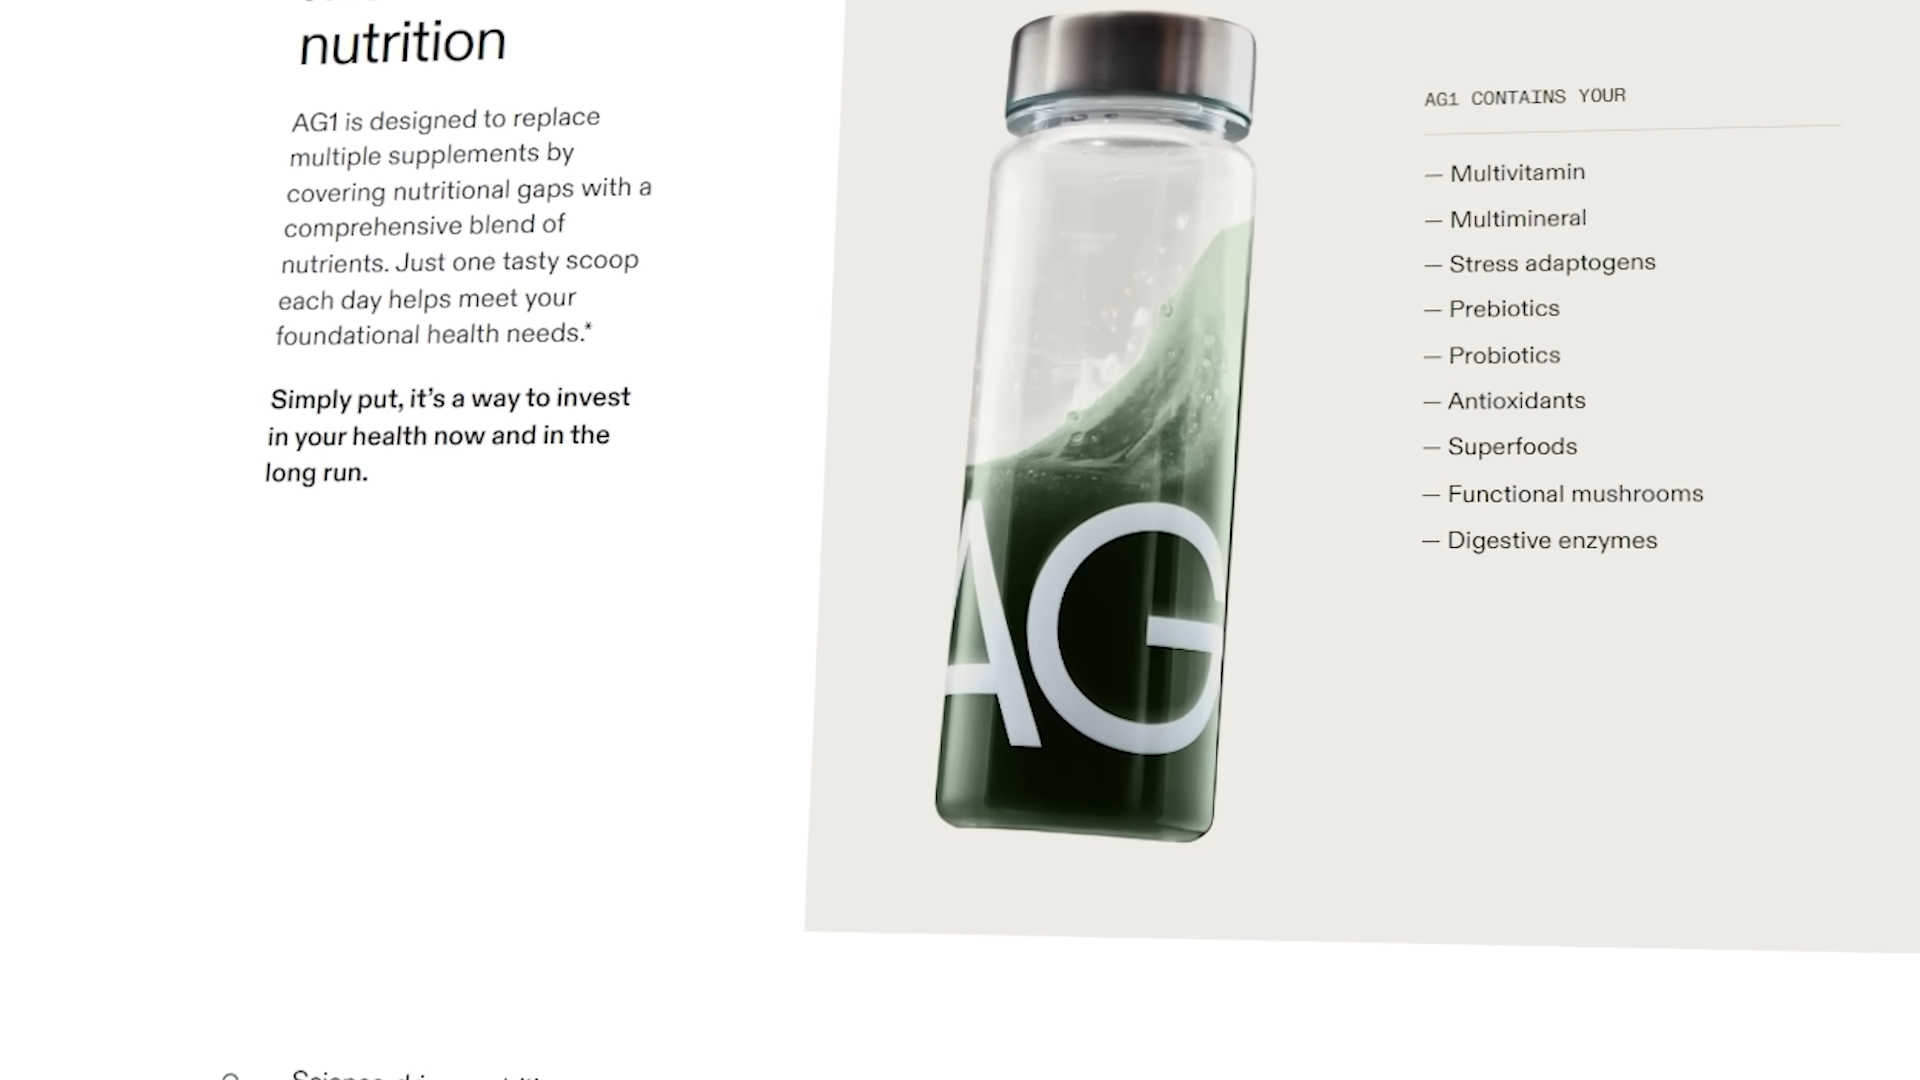 nutrition
AG1 is designed to replace
multiple supplements by
covering nutritional gaps with a
comprehensive blend of
nutrients. Just one tasty scoop
each day helps meet your
foundational health needs.*
Simply put, it’s a way to invest
in your health now and in the
long run.
AG
AG1 CONTAINS YOUR
— Multivitamin
— Multimineral
— Stress adaptogens
— Prebiotics
— Probiotics
— Antioxidants
— Superfoods
— Functional mushrooms
— Digestive enzymes